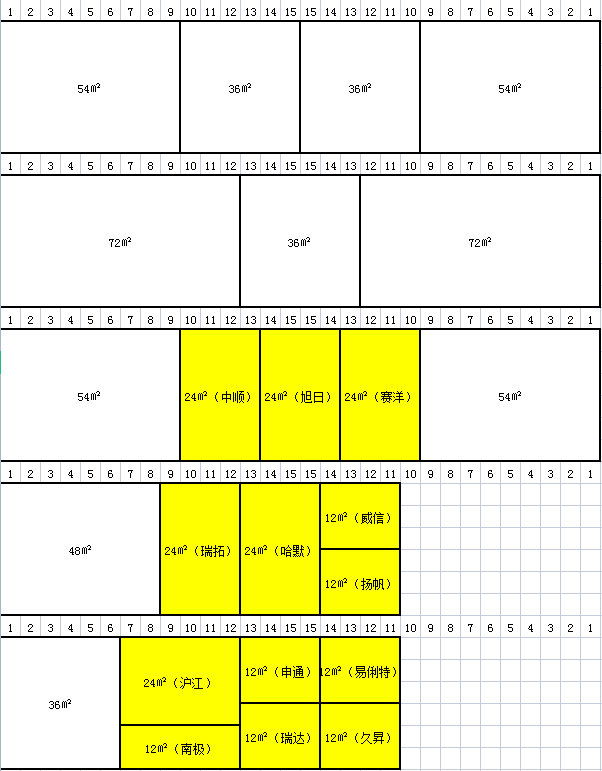 1 2 3 4 5 6 7 8 9 10 11 12 13 14 15 15 14 13 12 11 10 9 8 7 6 5 4 3 2 1
54㎡ 36㎡ 36㎡ 54㎡
1 2 3 4 5 6 7 8 9 10 11 12 13 14 15 15 14 13 12 11 10 9 8 7 6 5 4 3 2 1
72㎡ 36㎡ 72㎡
1 2 3 4 5 6 7 8 9 10 11 12 13 14 15 15 14 13 12 11 10 9 8 7 6 5 4 3 2 1
54㎡ 24㎡（中顺） 24㎡（旭日） 24㎡（赛洋） 54㎡
1 2 3 4 5 6 7 8 9 10 11 12 13 14 15 15 14 13 12 11 10 9 8 7 6 5 4 3 2 1
12㎡（威信）
48㎡ 24㎡（瑞拓） 24㎡（哈默）
12㎡（扬帆）
1 2 3 4 5 6 7 8 9 10 11 12 13 14 15 15 14 13 12 11 10 9 8 7 6 5 4 3 2 1
12㎡（申通） 12㎡（易俐特）
24㎡（沪江）
36㎡
12㎡（瑞达） 12㎡（久昇）
12㎡（南极）